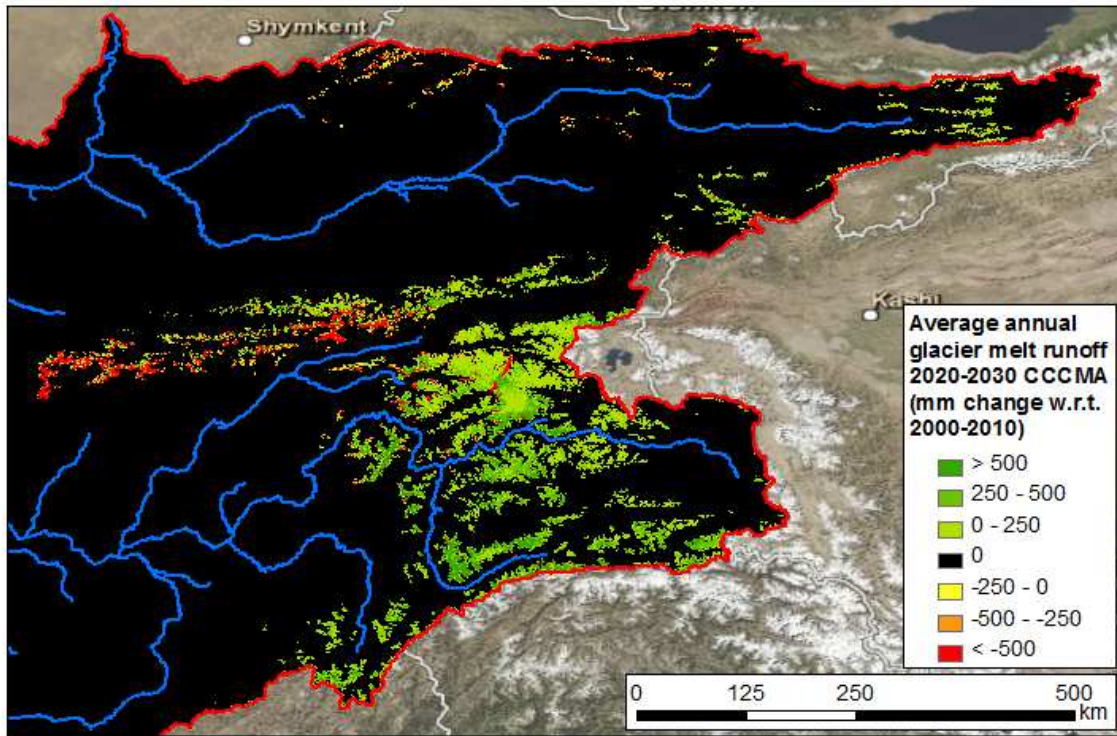 Shymkent
Kashi
Average annual
glacier melt runoff
2020-2030 CCCMA
(mm change w.r.t.
2000-2010)
> 500
250 - 500
0 - 250
0
-250 - 0
-500 - -250
< -500
0 125 250 500
km